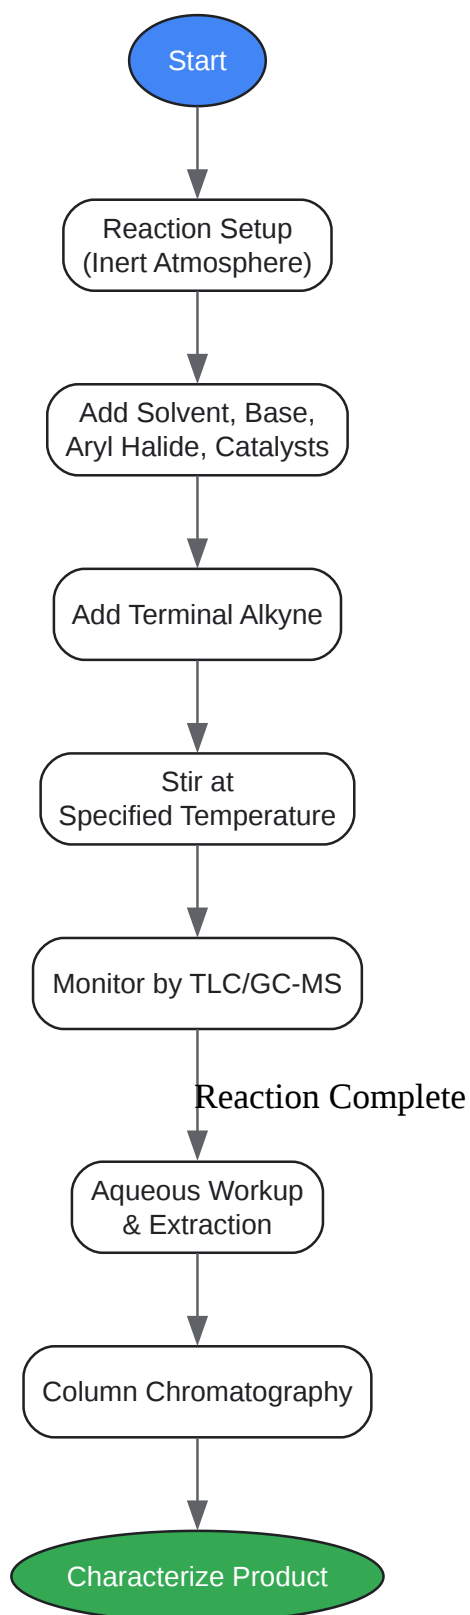 Start
Reaction Setup
(Inert Atmosphere)
Add Solvent, Base,
Aryl Halide, Catalysts
Add Terminal Alkyne
Stir at
Specified Temperature
Monitor by TLC/GC-MS
Reaction Complete
Aqueous Workup
& Extraction
Column Chromatography
Characterize Product